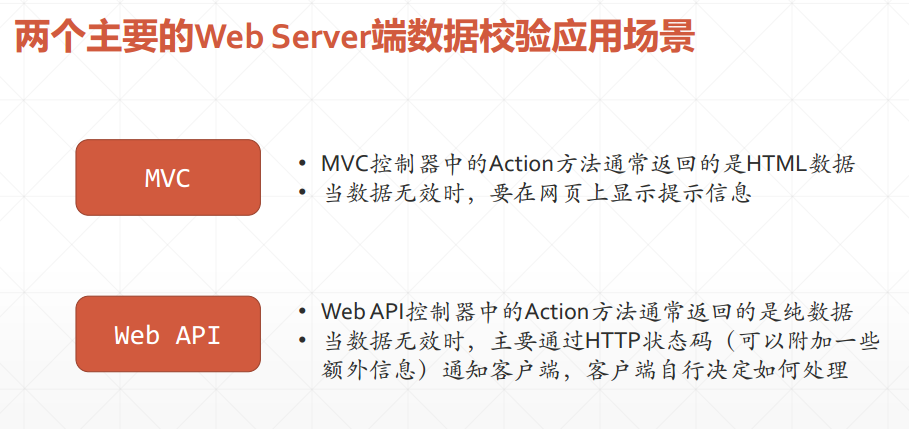 两个主要的Web Server端数据校验应用场景
MVC
• MVC控制器中的Action方法通常返回的是HTML数据
• 当数据无效时，要在网页上显示提示信息
Web API
• Web API控制器中的Action方法通常返回的是纯数据
• 当数据无效时，主要通过HTTP状态码（可以附加一些
额外信息）通知客户端，客户端自行决定如何处理